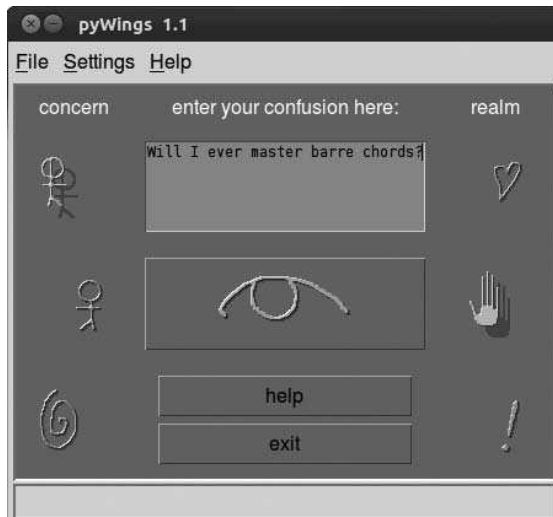 pyWings 1.1
File Settings Help
concern enter your confusion here: realm
Will I ever master barre chords?
help
exit